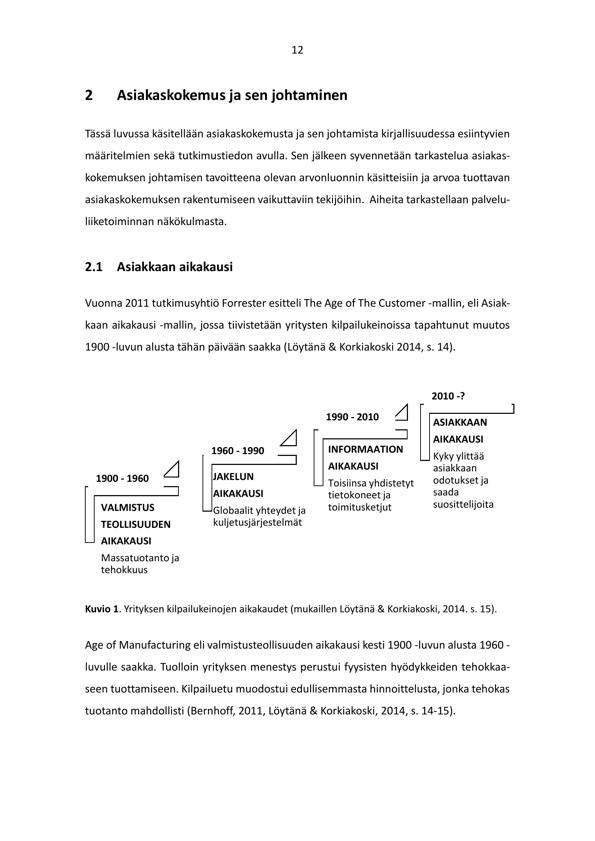 12
2 Asiakaskokemus ja sen johtaminen
Tässä luvussa käsitellään asiakaskokemusta ja sen johtamista kirjallisuudessa esiintyvien
määritelmien sekä tutkimustiedon avulla. Sen jälkeen syvennetään tarkastelua asiakas-
kokemuksen johtamisen tavoitteena olevan arvonluonnin käsitteisiin ja arvoa tuottavan
asiakaskokemuksen rakentumiseen vaikuttaviin tekijöihin. Aiheita tarkastellaan palvelu-
liiketoiminnan näkökulmasta.
2.1 Asiakkaan aikakausi
Vuonna 2011 tutkimusyhtiö Forrester esitteli The Age of The Customer -mallin, eli Asiak-
kaan aikakausi -mallin, jossa tiivistetään yritysten kilpailukeinoissa tapahtunut muutos
1900 -luvun alusta tähän päivään saakka (Löytänä & Korkiakoski 2014, s. 14).
1900 - 1960
VALMISTUS
TEOLLISUUDEN
AIKAKAUSI
Massatuotanto ja
tehokkuus
1960 - 1990
JAKELUN
AIKAKAUSI
Globaalit yhteydet ja
kuljetusjärjestelmät
1990 - 2010
INFORMAATION
AIKAKAUSI
Toisiinsa yhdistetyt
tietokoneet ja
toimitusketjut
2010 -?
ASIAKKAAN
AIKAKAUSI
Kyky ylittää
asiakkaan
odotukset ja
saada
suosittelijoita
Kuvio 1. Yrityksen kilpailukeinojen aikakaudet (mukaillen Löytänä & Korkiakoski, 2014. s. 15).
Age of Manufacturing eli valmistusteollisuuden aikakausi kesti 1900 -luvun alusta 1960 -
luvulle saakka. Tuolloin yrityksen menestys perustui fyysisten hyödykkeiden tehokkaa-
seen tuottamiseen. Kilpailuetu muodostui edullisemmasta hinnoittelusta, jonka tehokas
tuotanto mahdollisti (Bernhoff, 2011, Löytänä & Korkiakoski, 2014, s. 14-15).